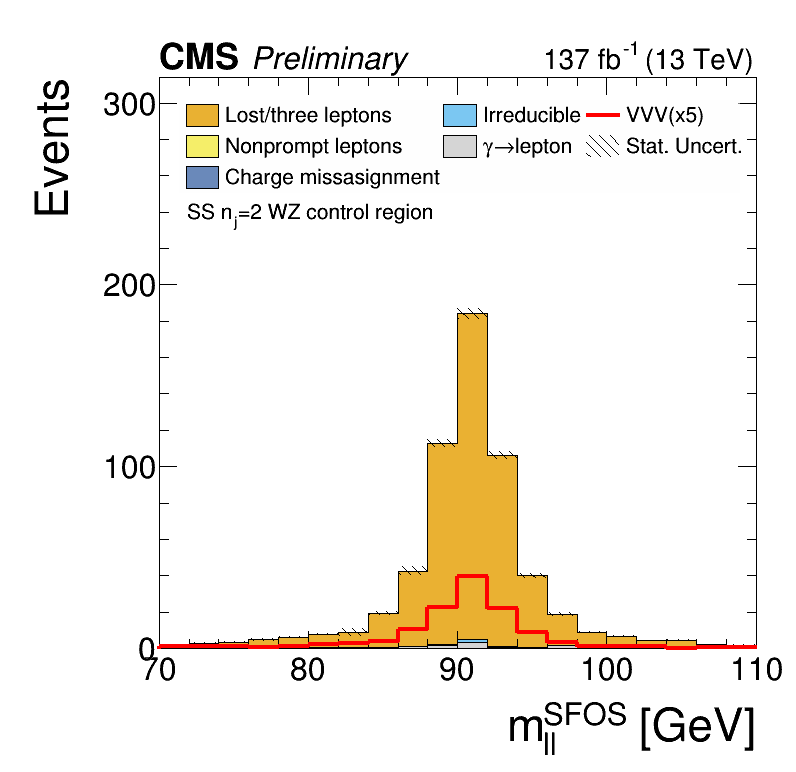 CMS Preliminary 137 fb⁻¹ (13 TeV)
Events
300
200
100
0
Lost/three leptons
Irreducible
VVV(x5)
Nonprompt leptons
γ→lepton
Stat. Uncert.
Charge missasignment
SS nj=2 WZ control region
70 80 90 100 110
mllSFOS [GeV]